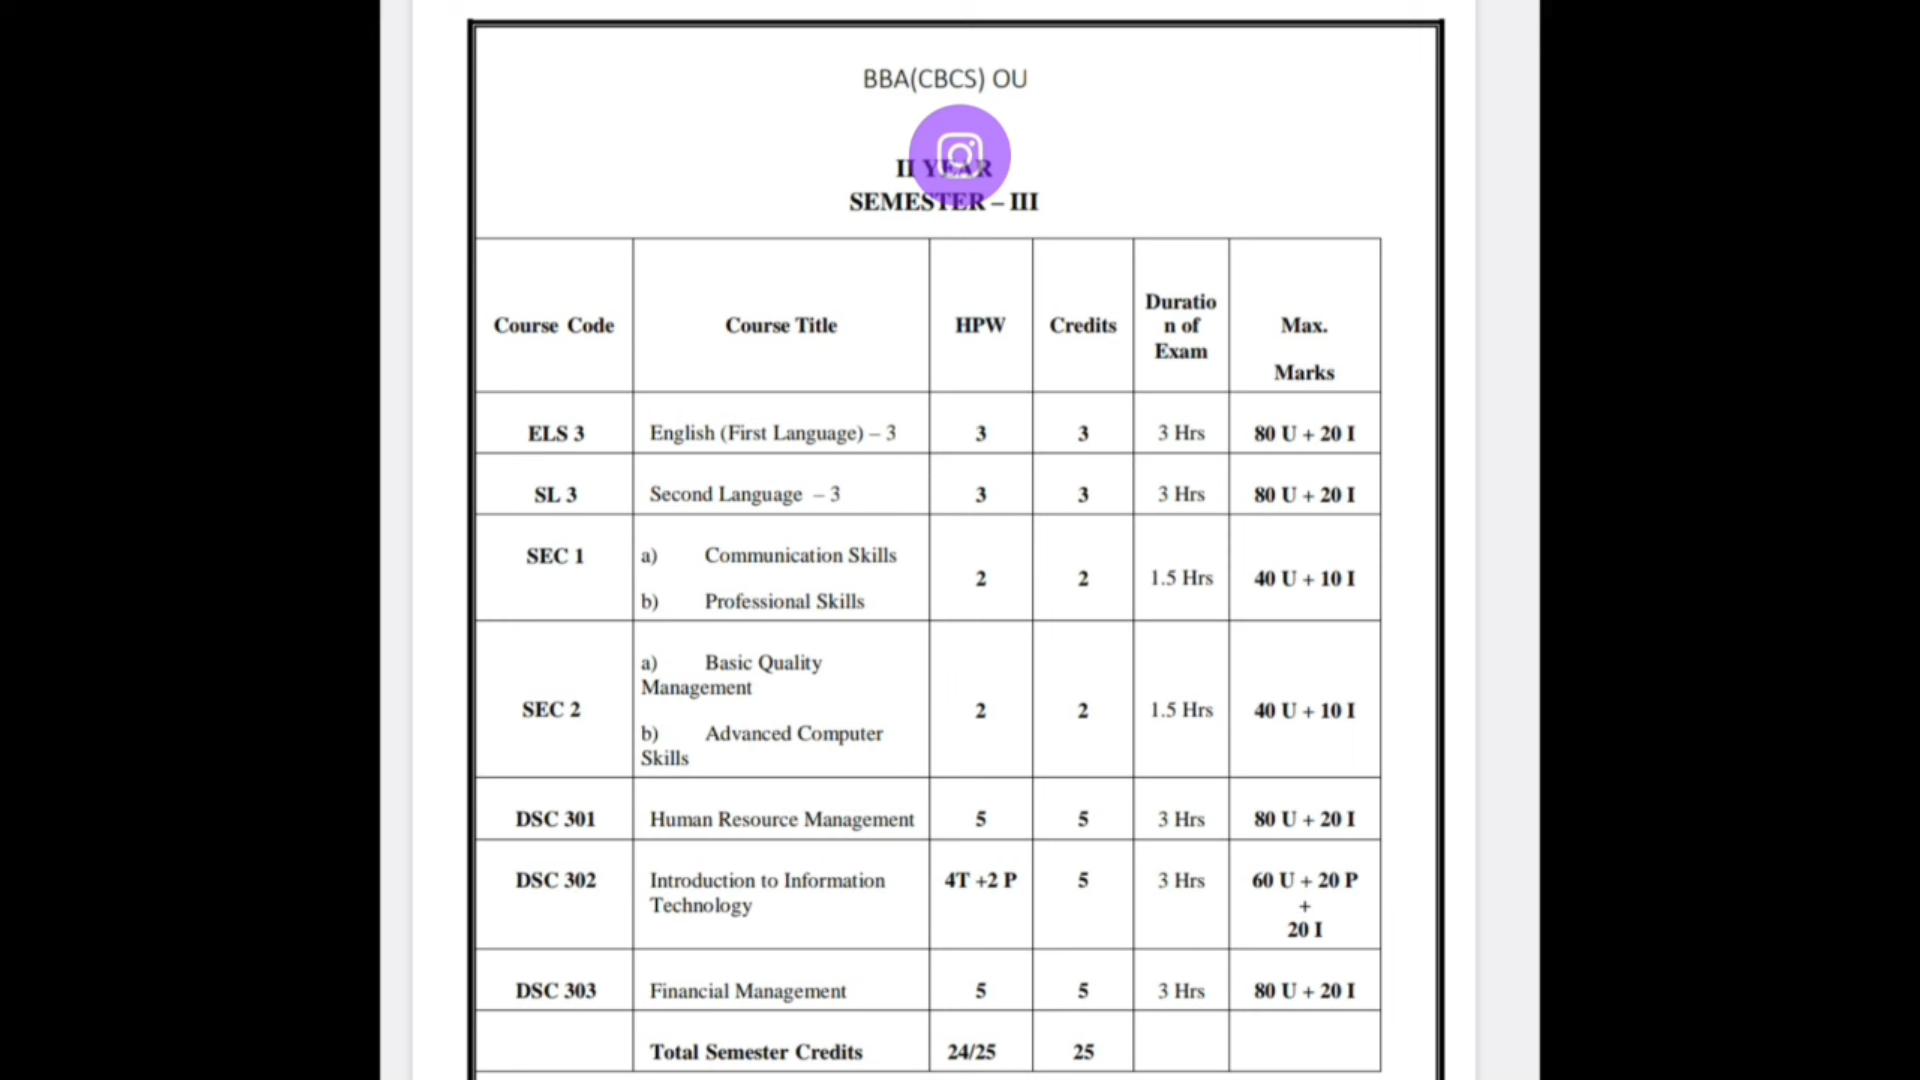 BBA(CBCS) OU
II YEAR
SEMESTER – III
Course Code Course Title HPW Credits Duratio n of Exam Max. Marks
ELS 3 English (First Language) – 3 3 3 3 Hrs 80 U + 20 I
SL 3 Second Language – 3 3 3 3 Hrs 80 U + 20 I
SEC 1 a) Communication Skills
b) Professional Skills
2 2 1.5 Hrs 40 U + 10 I
a) Basic Quality
Management
SEC 2 2 2 1.5 Hrs 40 U + 10 I
b) Advanced Computer
Skills
DSC 301 Human Resource Management 5 5 3 Hrs 80 U + 20 I
DSC 302 Introduction to Information 4T +2 P 5 3 Hrs 60 U + 20 P
Technology +
20 I
DSC 303 Financial Management 5 5 3 Hrs 80 U + 20 I
Total Semester Credits 24/25 25